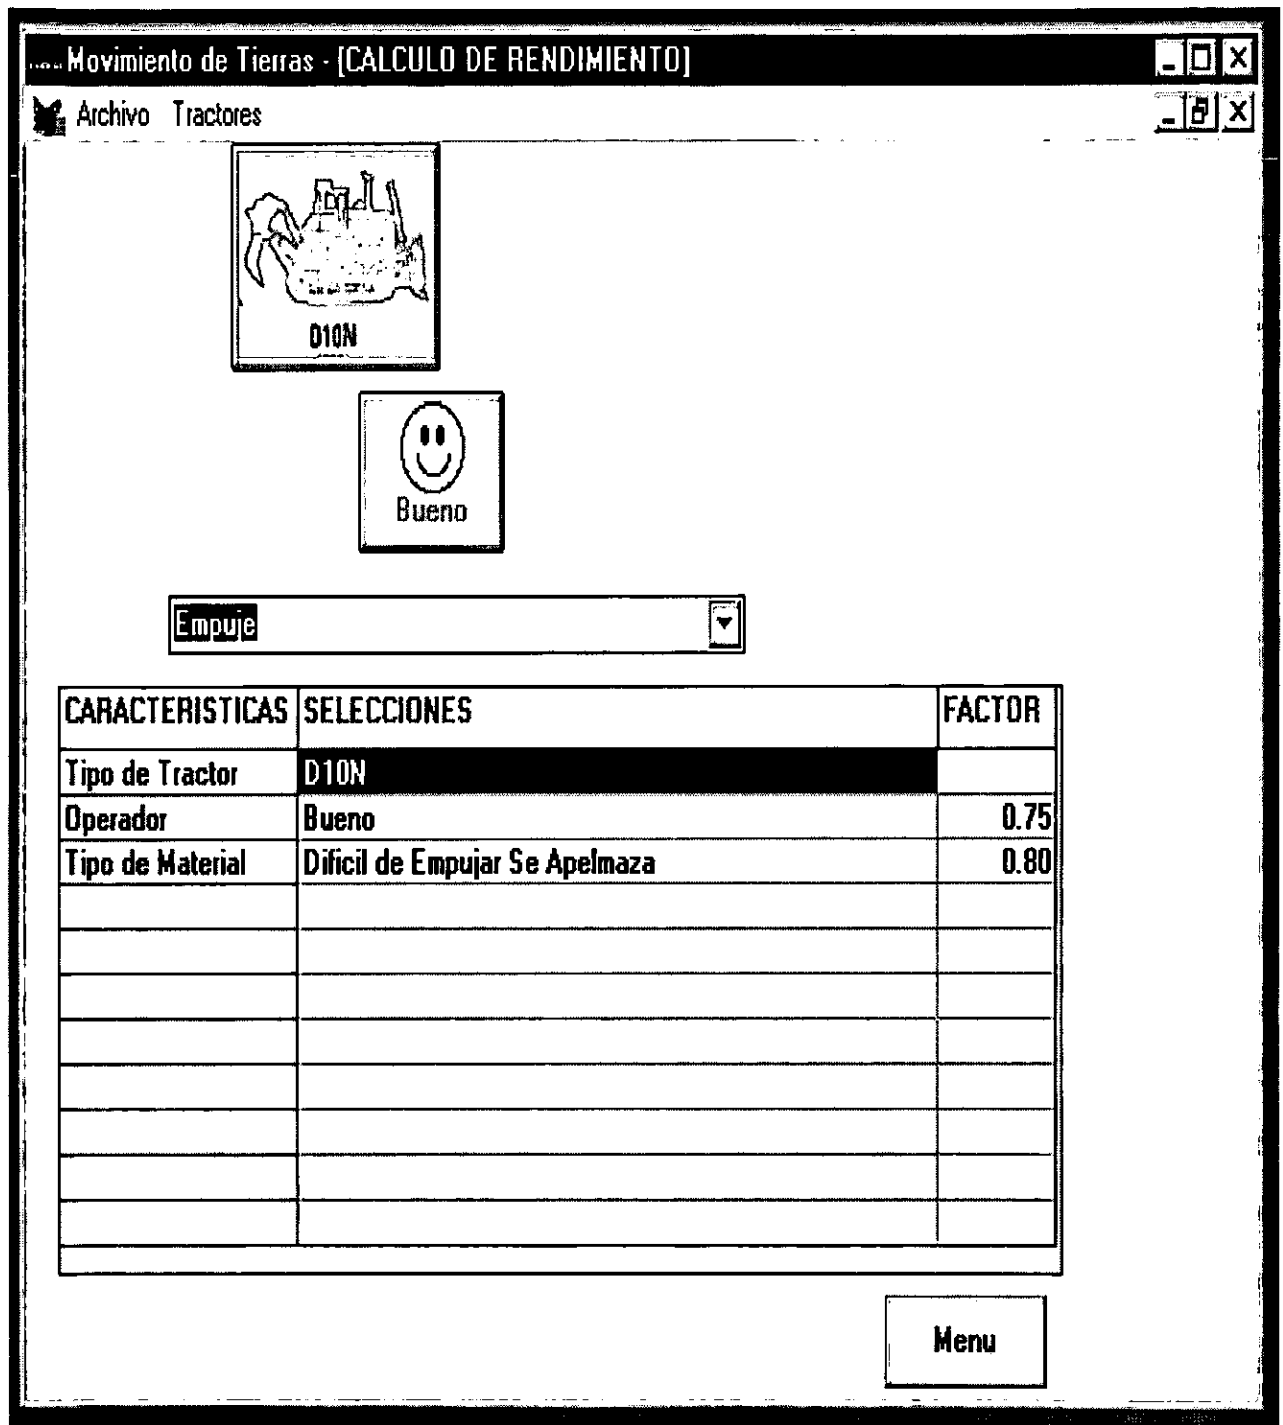 Movimiento de Tierras - [CALCULO DE RENDIMIENTO]
Archivo Tractores
D10N
Bueno
Empuje
CARACTERISTICAS SELECCIONES FACTOR
Tipo de Tractor D10N
Operador Bueno 0.75
Tipo de Material Dificil de Empujar Se Apelmaza 0.80
Menu